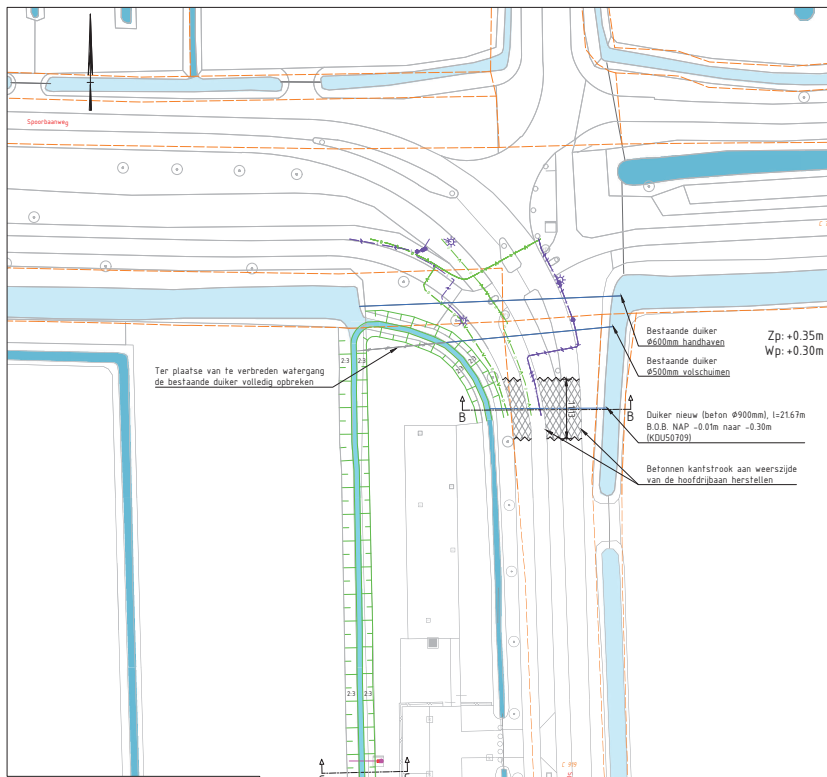 Spoorbaanweg
Bestaande duiker
Ø600mm handhaven
Zp: +0.35m
Wp: +0.30m
Bestaande duiker
Ø500mm volschuimen
Ter plaatse van te verbreden watergang
de bestaande duiker volledig opbreken
2:3 2:3
B B
Duiker nieuw (beton Ø900mm), l=21.67m
B.O.B. NAP -0.01m naar -0.30m
(KDU50709)
Betonnen kantstrook aan weerszijde
van de hoofdrijbaan herstellen
2:3 2:3
C 919